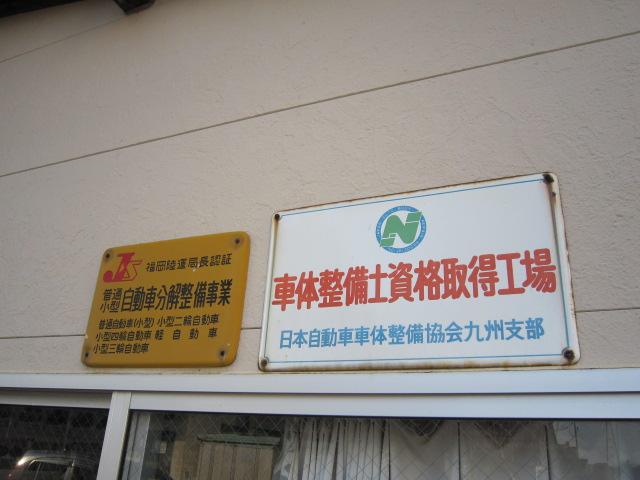 JS 福岡陸運局長認証
普通
小型 自動車分解整備事業
普通自動車(小型) 小型二輪自動車
小型四輪自動車 軽自動車
小型三輪自動車
N
車体整備士資格取得工場
日本自動車車体整備協会九州支部